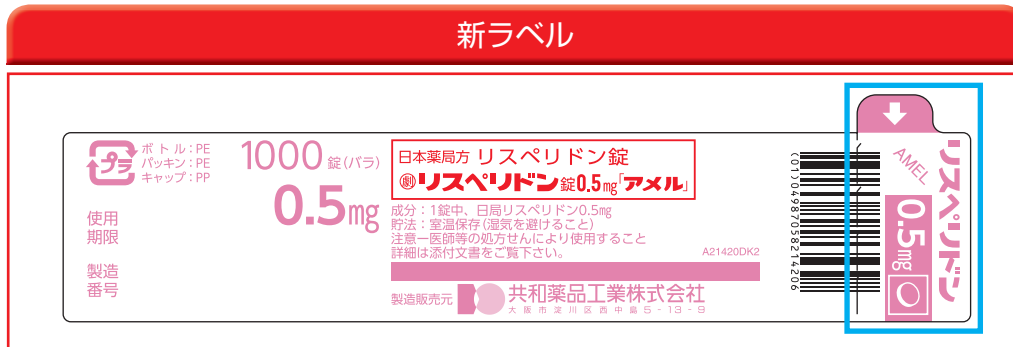 新ラベル
プラ
ボトル:PE
パッキン:PE
キャップ:PP
1000錠(バラ)
0.5mg
使用
期限
製造
番号
日本薬局方 リスペリドン錠
劇リスペリドン錠0.5mg「アメル」
成分:1錠中、日局リスペリドン0.5mg
貯法:室温保存(湿気を避けること)
注意-医師等の処方せんにより使用すること
詳細は添付文書をご覧下さい。
A21420DK2
製造販売元 共和薬品工業株式会社
大阪市淀川区西中島5-13-9
(01)04987058214206
AMEL
リスペリドン
0.5mg